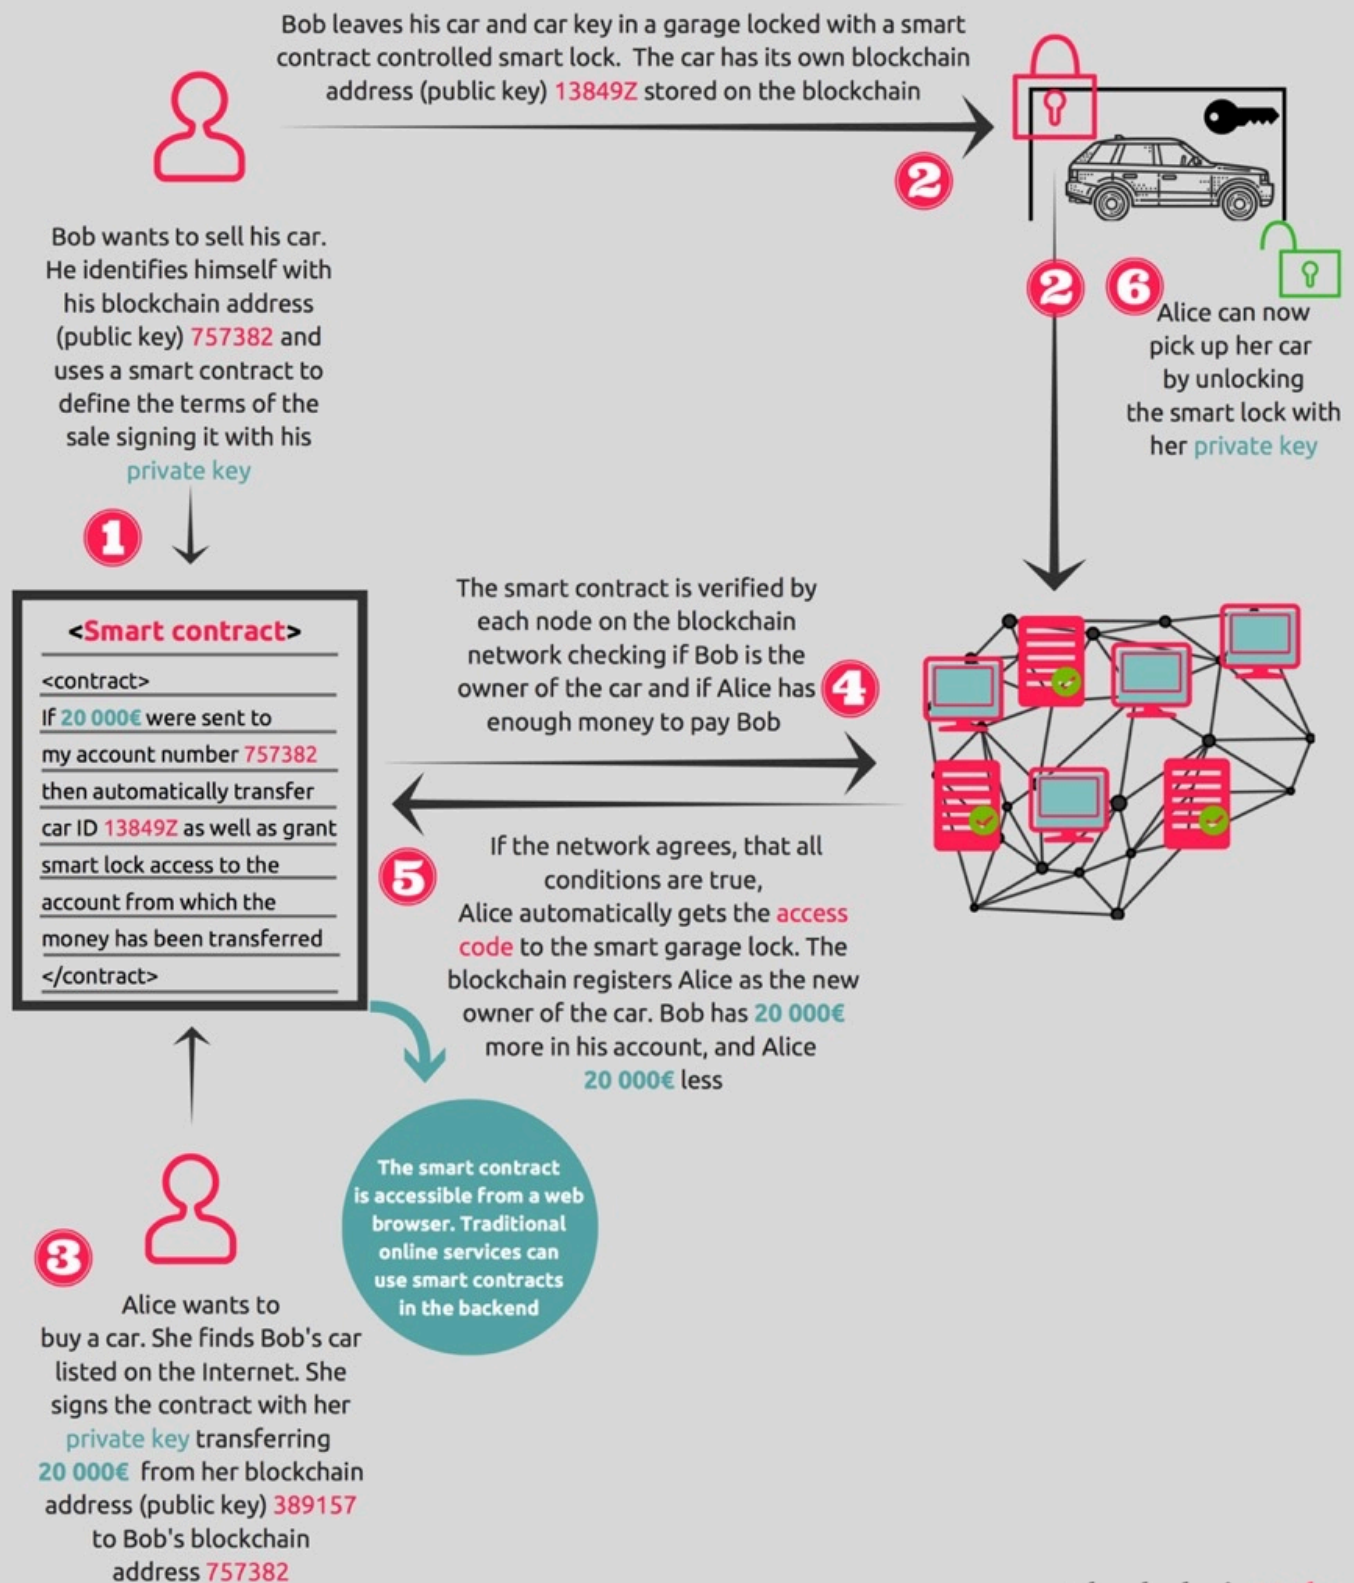 Bob leaves his car and car key in a garage locked with a smart
contract controlled smart lock. The car has its own blockchain
address (public key) 13849Z stored on the blockchain
2
Bob wants to sell his car.
He identifies himself with
his blockchain address
(public key) 757382 and
uses a smart contract to
define the terms of the
sale signing it with his
private key
1
2
6
Alice can now
pick up her car
by unlocking
the smart lock with
her private key
<Smart contract>
<contract>
If 20 000€ were sent to
my account number 757382
then automatically transfer
car ID 13849Z as well as grant
smart lock access to the
account from which the
money has been transferred
</contract>
The smart contract is verified by
each node on the blockchain
network checking if Bob is the
owner of the car and if Alice has
enough money to pay Bob
4
5
If the network agrees, that all
conditions are true,
Alice automatically gets the access
code to the smart garage lock. The
blockchain registers Alice as the new
owner of the car. Bob has 20 000€
more in his account, and Alice
20 000€ less
The smart contract
is accessible from a web
browser. Traditional
online services can
use smart contracts
in the backend
3
Alice wants to
buy a car. She finds Bob's car
listed on the Internet. She
signs the contract with her
private key transferring
20 000€ from her blockchain
address (public key) 389157
to Bob's blockchain
address 757382